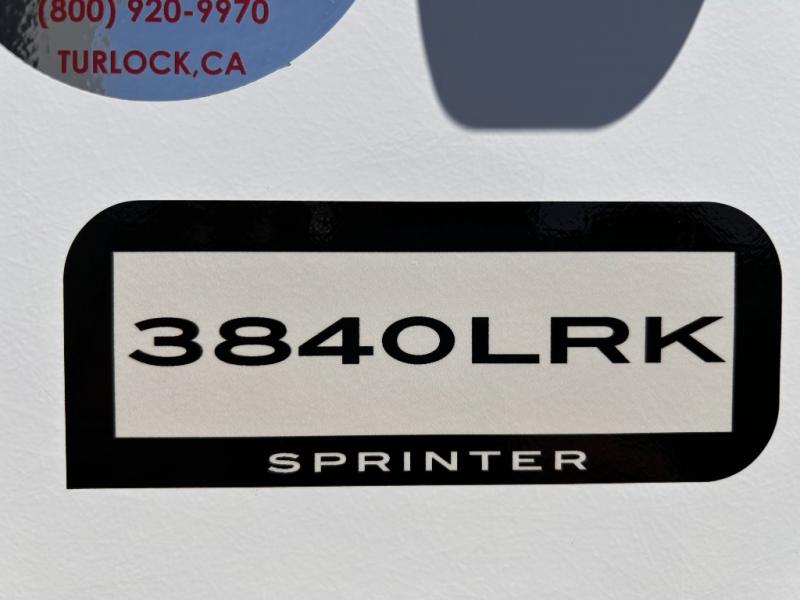 (800) 920-9970
TURLOCK,CA
3840LRK
SPRINTER